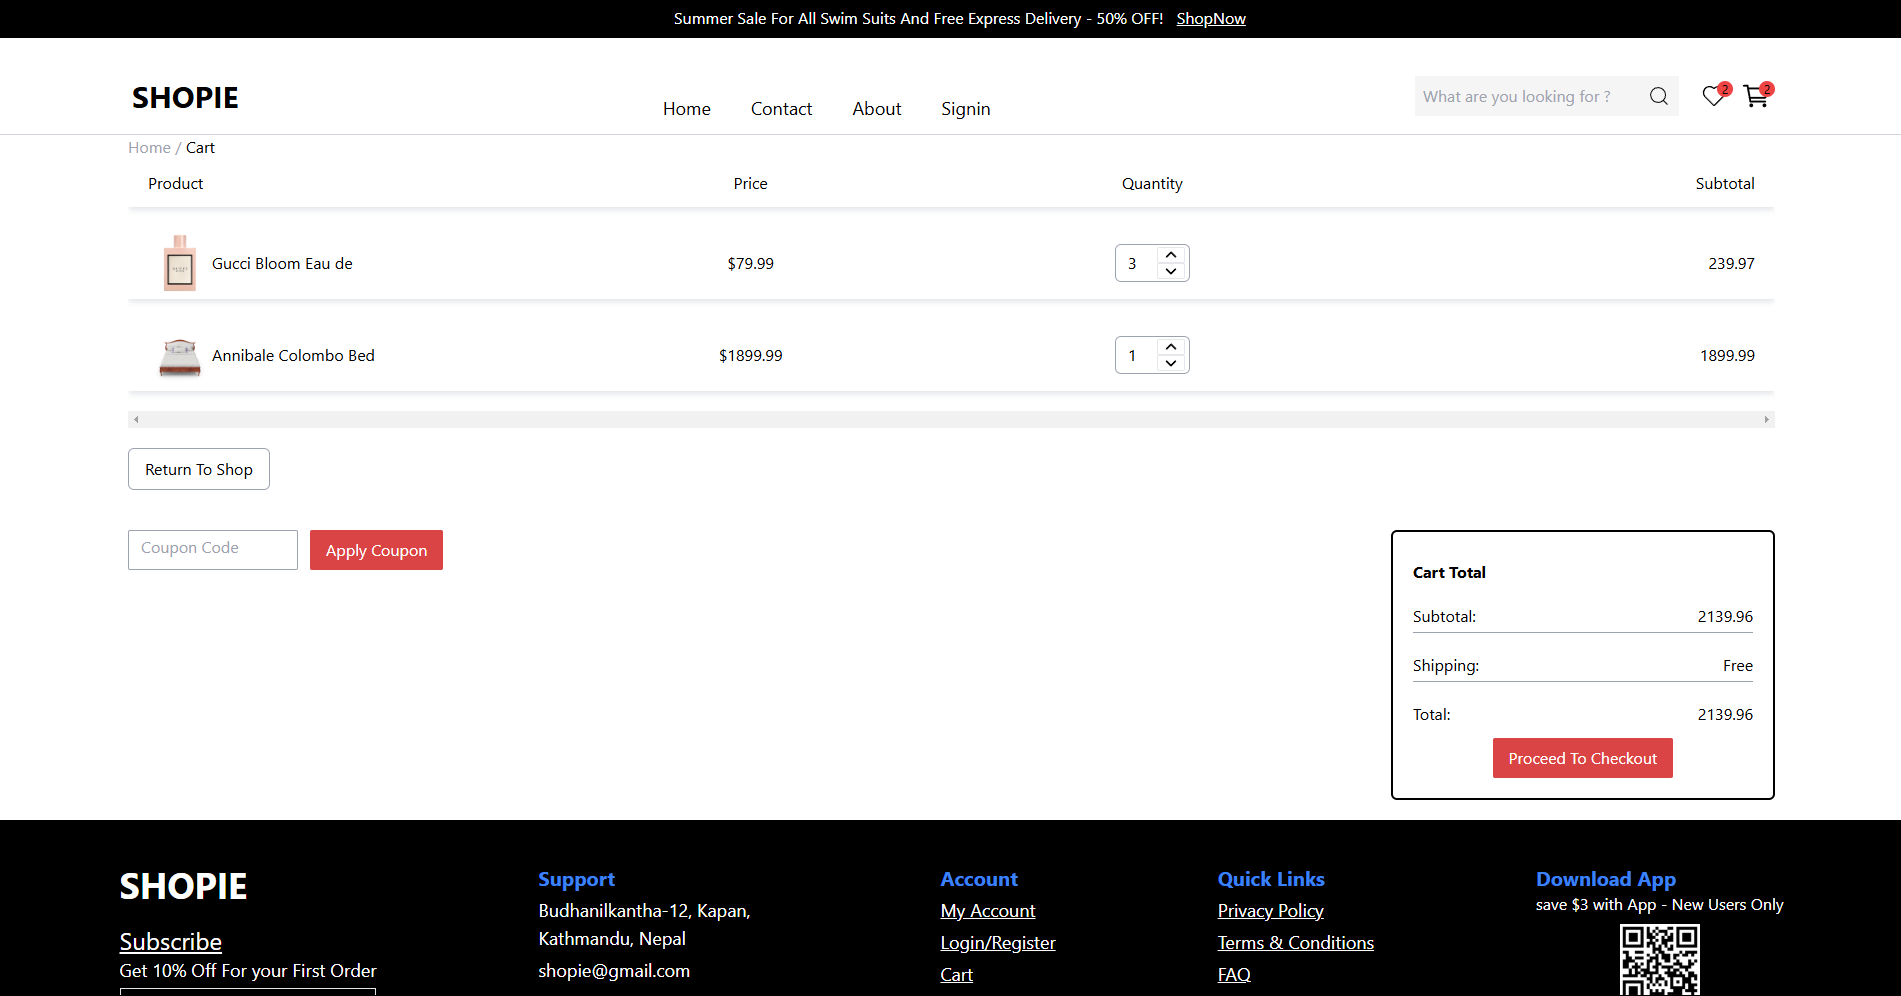 Summer Sale For All Swim Suits And Free Express Delivery - 50% OFF! ShopNow
SHOPIE
Home Contact About Signin
What are you looking for ?
2 2
Home / Cart
Product Price Quantity Subtotal
Gucci Bloom Eau de $79.99 3 239.97
Annibale Colombo Bed $1899.99 1 1899.99
Return To Shop
Coupon Code Apply Coupon
Cart Total
Subtotal: 2139.96
Shipping: Free
Total: 2139.96
Proceed To Checkout
SHOPIE
Subscribe
Get 10% Off For your First Order
Support
Budhanilkantha-12, Kapan,
Kathmandu, Nepal
shopie@gmail.com
Account
My Account
Login/Register
Cart
Quick Links
Privacy Policy
Terms & Conditions
FAQ
Download App
save $3 with App - New Users Only